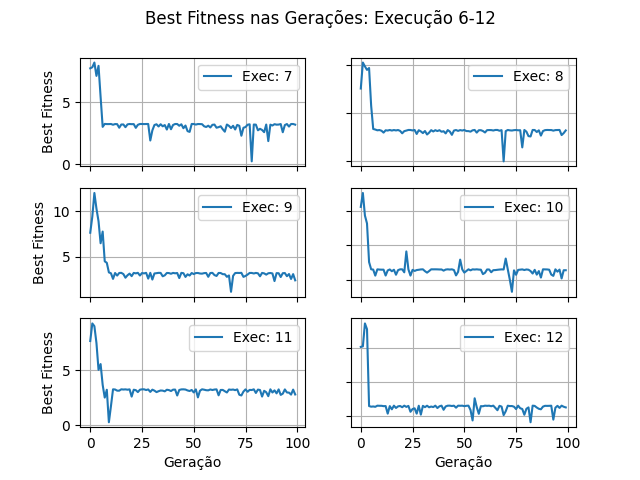 Best Fitness nas Gerações: Execução 6-12
Exec: 7
Exec: 8
Best Fitness
5
0
Exec: 9
Exec: 10
Best Fitness
10
5
Exec: 11
Exec: 12
Best Fitness
5
0
0 25 50 75 100
0 25 50 75 100
Geração
Geração